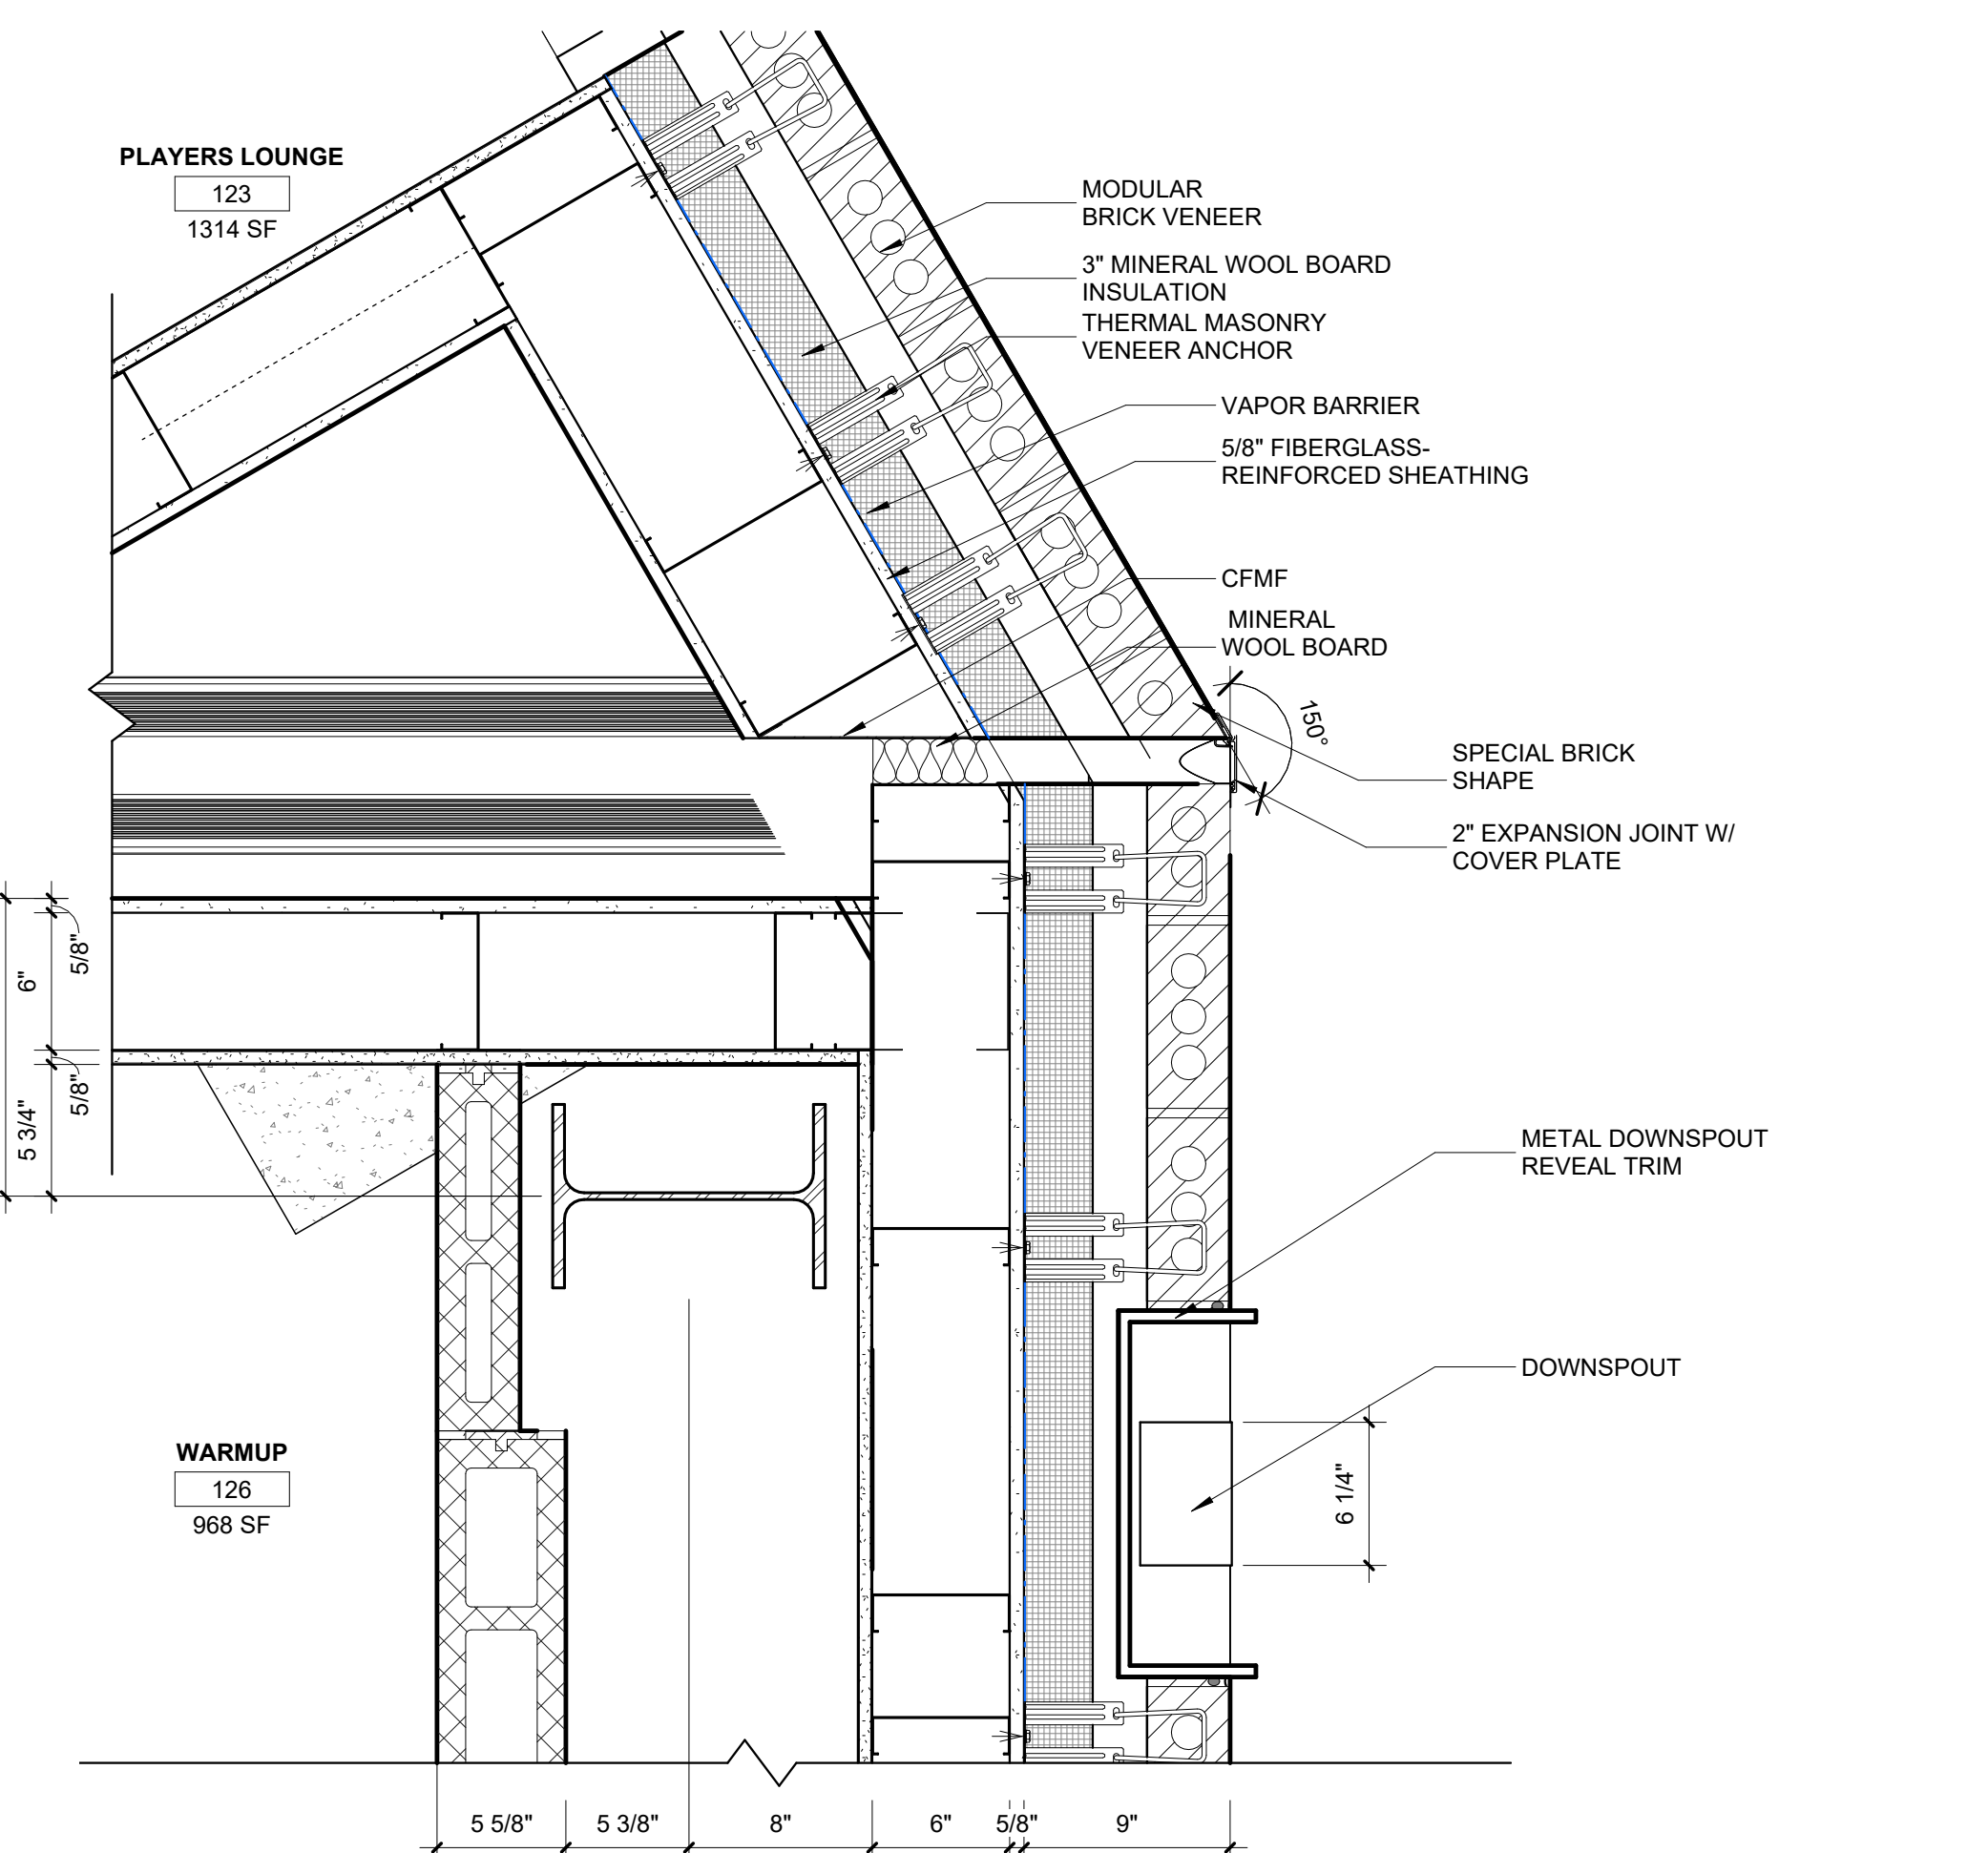 PLAYERS LOUNGE
123
1314 SF
MODULAR
BRICK VENEER
3" MINERAL WOOL BOARD
INSULATION
THERMAL MASONRY
VENEER ANCHOR
VAPOR BARRIER
5/8" FIBERGLASS-
REINFORCED SHEATHING
CFMF
MINERAL
WOOL BOARD
150°
SPECIAL BRICK
SHAPE
2" EXPANSION JOINT W/
COVER PLATE
5/8"
6"
5/8"
5 3/4"
METAL DOWNSPOUT
REVEAL TRIM
DOWNSPOUT
6 1/4"
WARMUP
126
968 SF
5 5/8"
5 3/8"
8"
6"
5/8"
9"